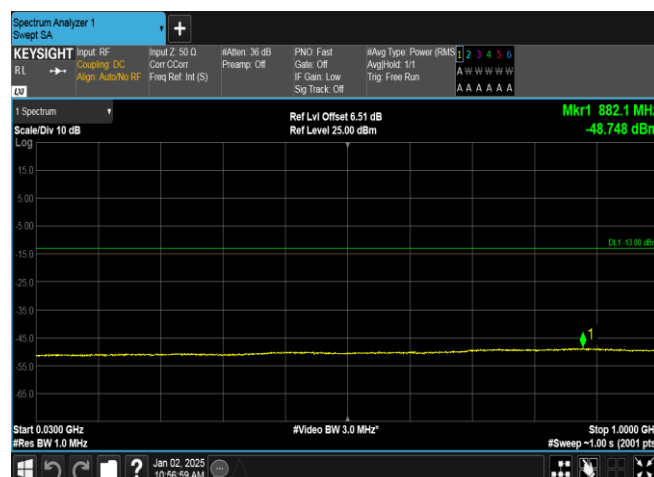 Spectrum Analyzer 1
Swept SA
+
KEYSIGHT
RL
LXI
Input: RF
Coupling: DC
Align: Auto/No RF
Input Z: 50 Ω
Corr CCorr
Freq Ref: Int (S)
#Atten: 36 dB
Preamp: Off
PNO: Fast
Gate: Off
IF Gain: Low
Sig Track: Off
#Avg Type: Power (RMS
Avg|Hold: 1/1
Trig: Free Run
1 2 3 4 5 6
A W W W W W
A A A A A A
1 Spectrum
Scale/Div 10 dB
Log
Ref Lvl Offset 6.51 dB
Ref Level 25.00 dBm
Mkr1 882.1 MHz
-48.748 dBm
15.0
5.00
-5.00
-15.0
-25.0
-35.0
-45.0
-55.0
-65.0
DL1 -13.00 dBm
1
Start 0.0300 GHz
#Res BW 1.0 MHz
#Video BW 3.0 MHz*
Stop 1.0000 GHz
#Sweep ~1.00 s (2001 pts
?
Jan 02, 2025
10:56:59 AM